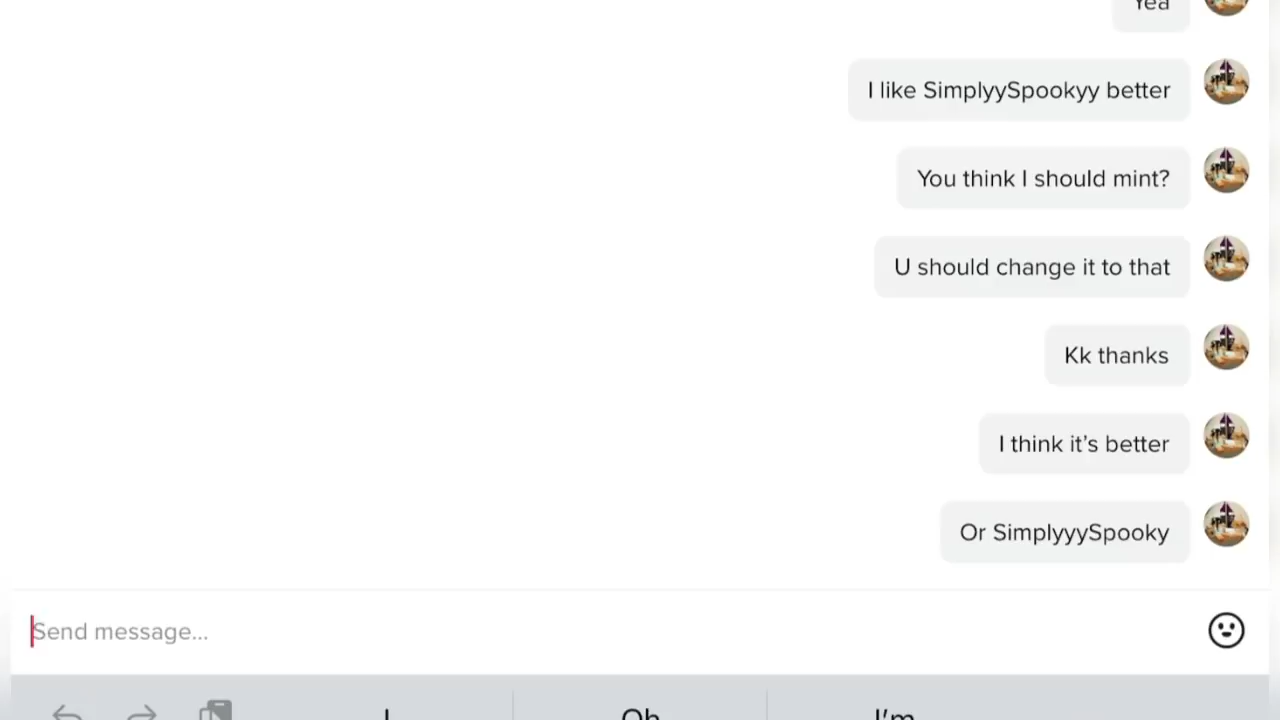 Yea
I like SimplyySpookyy better
You think I should mint?
U should change it to that
Kk thanks
I think it's better
Or SimplyyySpooky
Send message...
I Oh I'm